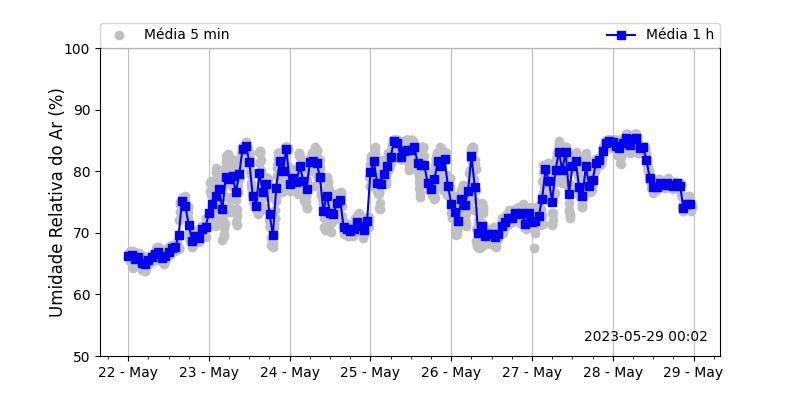 Média 5 min
Média 1 h
100
90
80
70
60
50
Umidade Relativa do Ar (%)
2023-05-29 00:02
22 - May
23 - May
24 - May
25 - May
26 - May
27 - May
28 - May
29 - May